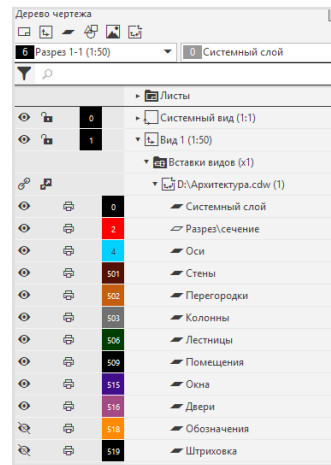 Дерево чертежа
6 Разрез 1-1 (1:50) 0 Системный слой
Листы
0 Системный вид (1:1)
1 Вид 1 (1:50)
Вставки видов (x1)
D:\Архитектура.cdw (1)
0 Системный слой
2 Разрез\сечение
4 Оси
501 Стены
502 Перегородки
503 Колонны
506 Лестницы
509 Помещения
515 Окна
516 Двери
518 Обозначения
519 Штриховка